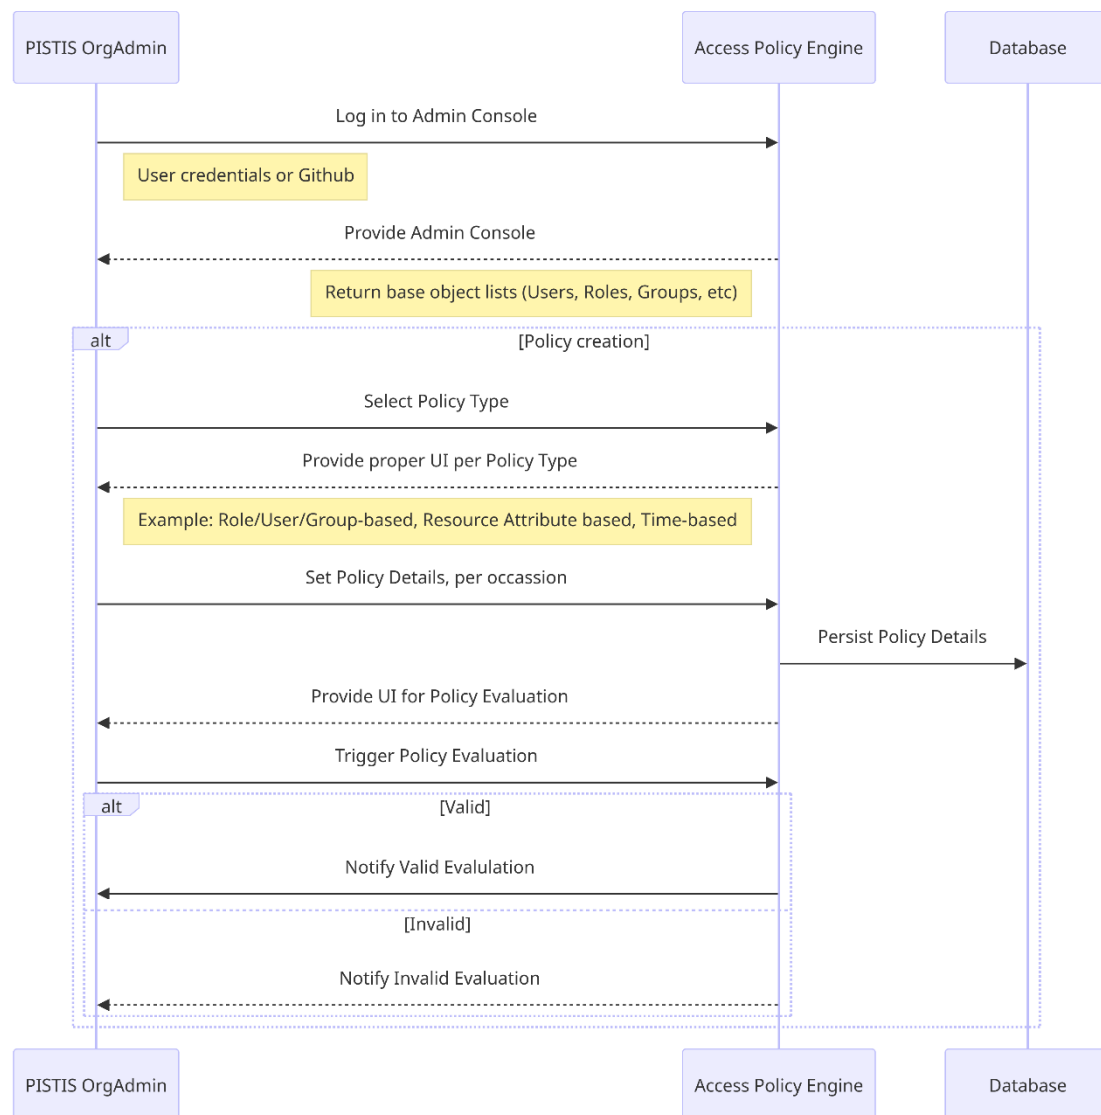 PISTIS OrgAdmin
Access Policy Engine
Database
Log in to Admin Console
User credentials or Github
Provide Admin Console
Return base object lists (Users, Roles, Groups, etc)
alt
[Policy creation]
Select Policy Type
Provide proper UI per Policy Type
Example: Role/User/Group-based, Resource Attribute based, Time-based
Set Policy Details, per occassion
Persist Policy Details
Provide UI for Policy Evaluation
Trigger Policy Evaluation
alt
[Valid]
Notify Valid Evalulation
[Invalid]
Notify Invalid Evaluation
PISTIS OrgAdmin
Access Policy Engine
Database